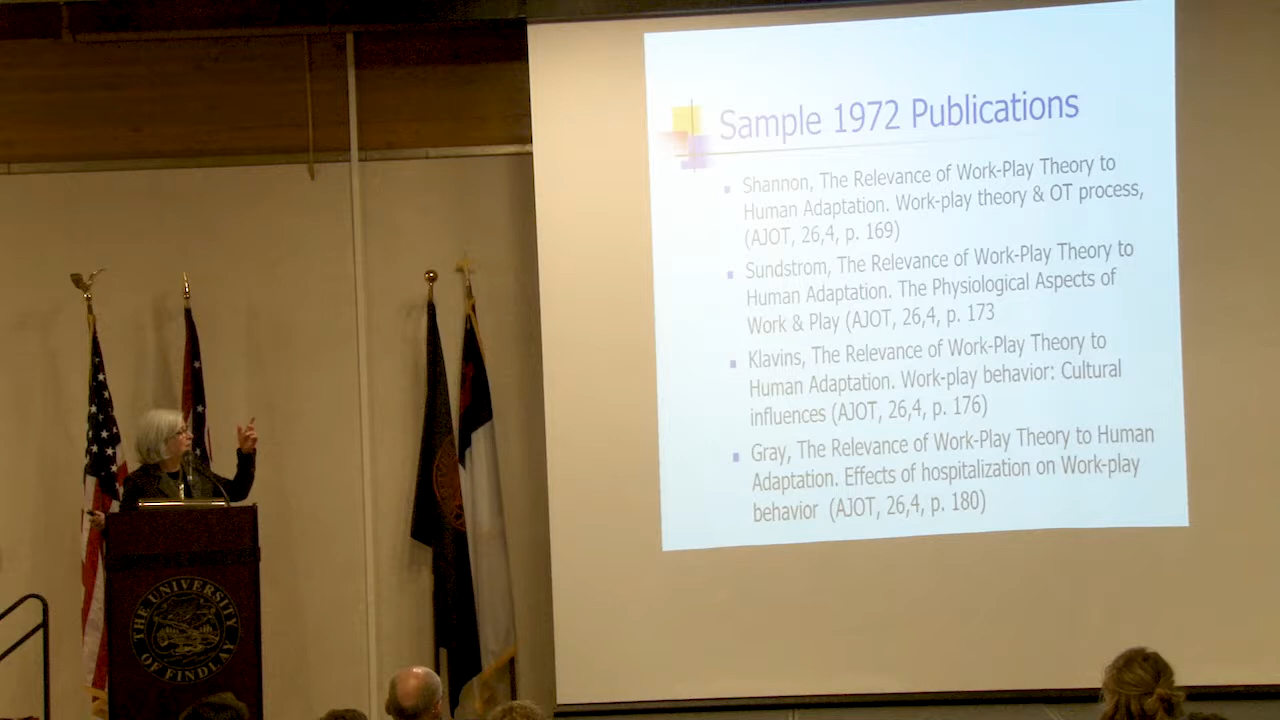 Sample 1972 Publications
Shannon, The Relevance of Work-Play Theory to
Human Adaptation. Work-play theory & OT process,
(AJOT, 26,4, p. 169)
Sundstrom, The Relevance of Work-Play Theory to
Human Adaptation. The Physiological Aspects of
Work & Play (AJOT, 26,4, p. 173
Klavins, The Relevance of Work-Play Theory to
Human Adaptation. Work-play behavior: Cultural
influences (AJOT, 26,4, p. 176)
Gray, The Relevance of Work-Play Theory to Human
Adaptation. Effects of hospitalization on Work-play
behavior (AJOT, 26,4, p. 180)
THE UNIVERSITY
OF FINDLAY